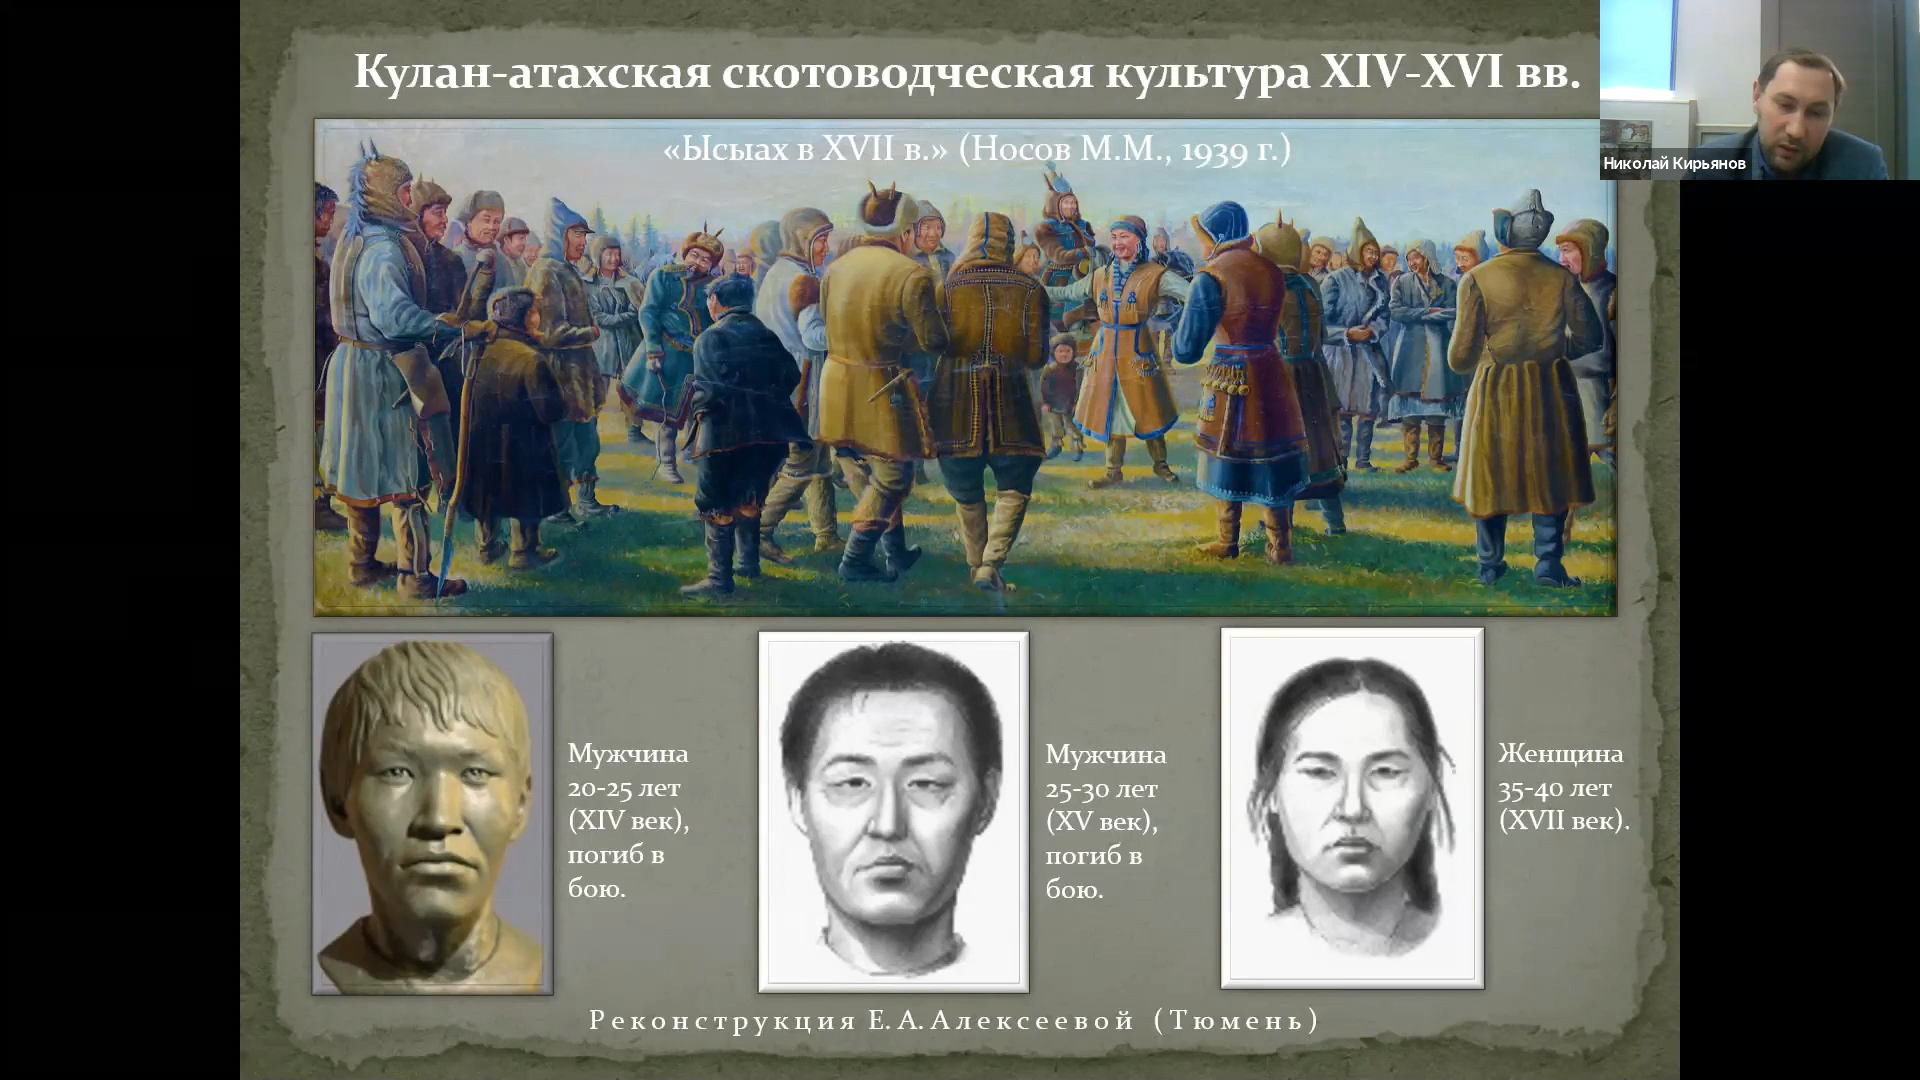 Кулан-атахская скотоводческая культура XIV-XVI вв.
«Ысыах в XVII в.» (Носов М.М., 1939 г.)
Николай Кирьянов
Мужчина
20-25 лет
(XIV век),
погиб в
бою.
Мужчина
25-30 лет
(XV век),
погиб в
бою.
Женщина
35-40 лет
(XVII век).
Реконструкция Е. А. Алексеевой (Тюмень)